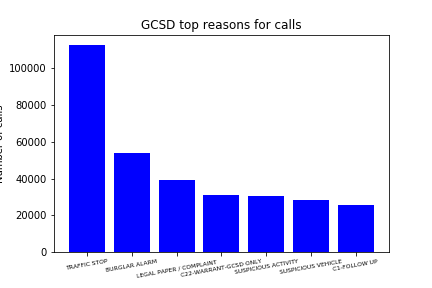 GCSD top reasons for calls
Number of calls
100000
80000
60000
40000
20000
0
TRAFFIC STOP
BURGLAR ALARM
LEGAL PAPER / COMPLAINT
C22-WARRANT-GCSD ONLY
SUSPICIOUS ACTIVITY
SUSPICIOUS VEHICLE
C1-FOLLOW UP